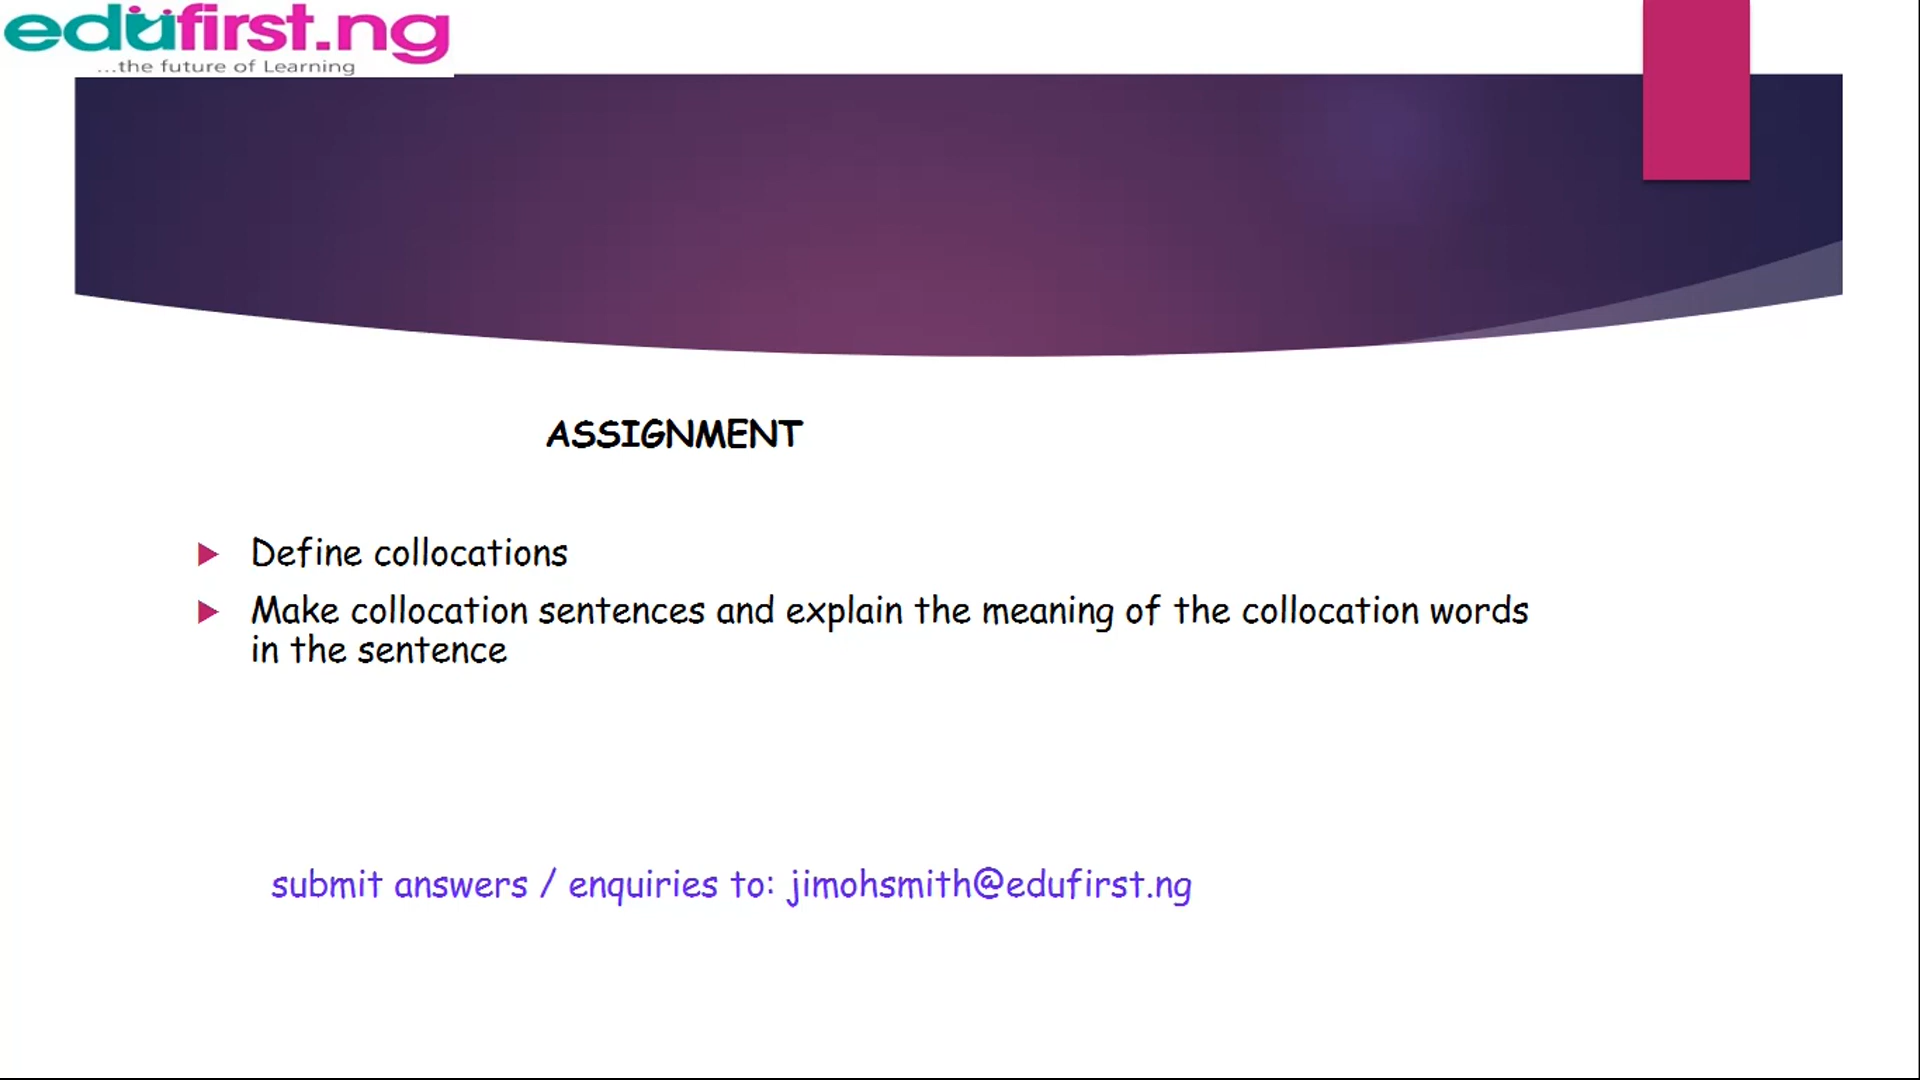 edufirst.ng
...the future of Learning
ASSIGNMENT
Define collocations
Make collocation sentences and explain the meaning of the collocation words
in the sentence
submit answers / enquiries to: jimohsmith@edufirst.ng